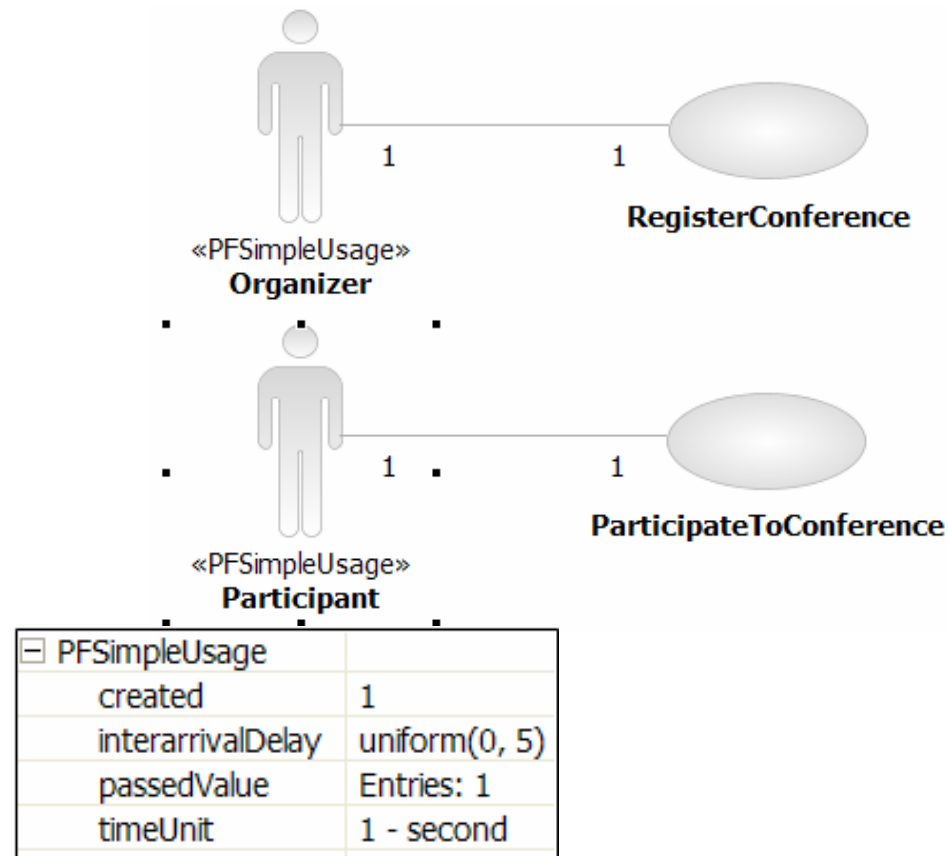 1 1
RegisterConference
«PFSimpleUsage»
Organizer
1 1
ParticipateToConference
«PFSimpleUsage»
Participant
PFSimpleUsage
created 1
interarrivalDelay uniform(0, 5)
passedValue Entries: 1
timeUnit 1 - second